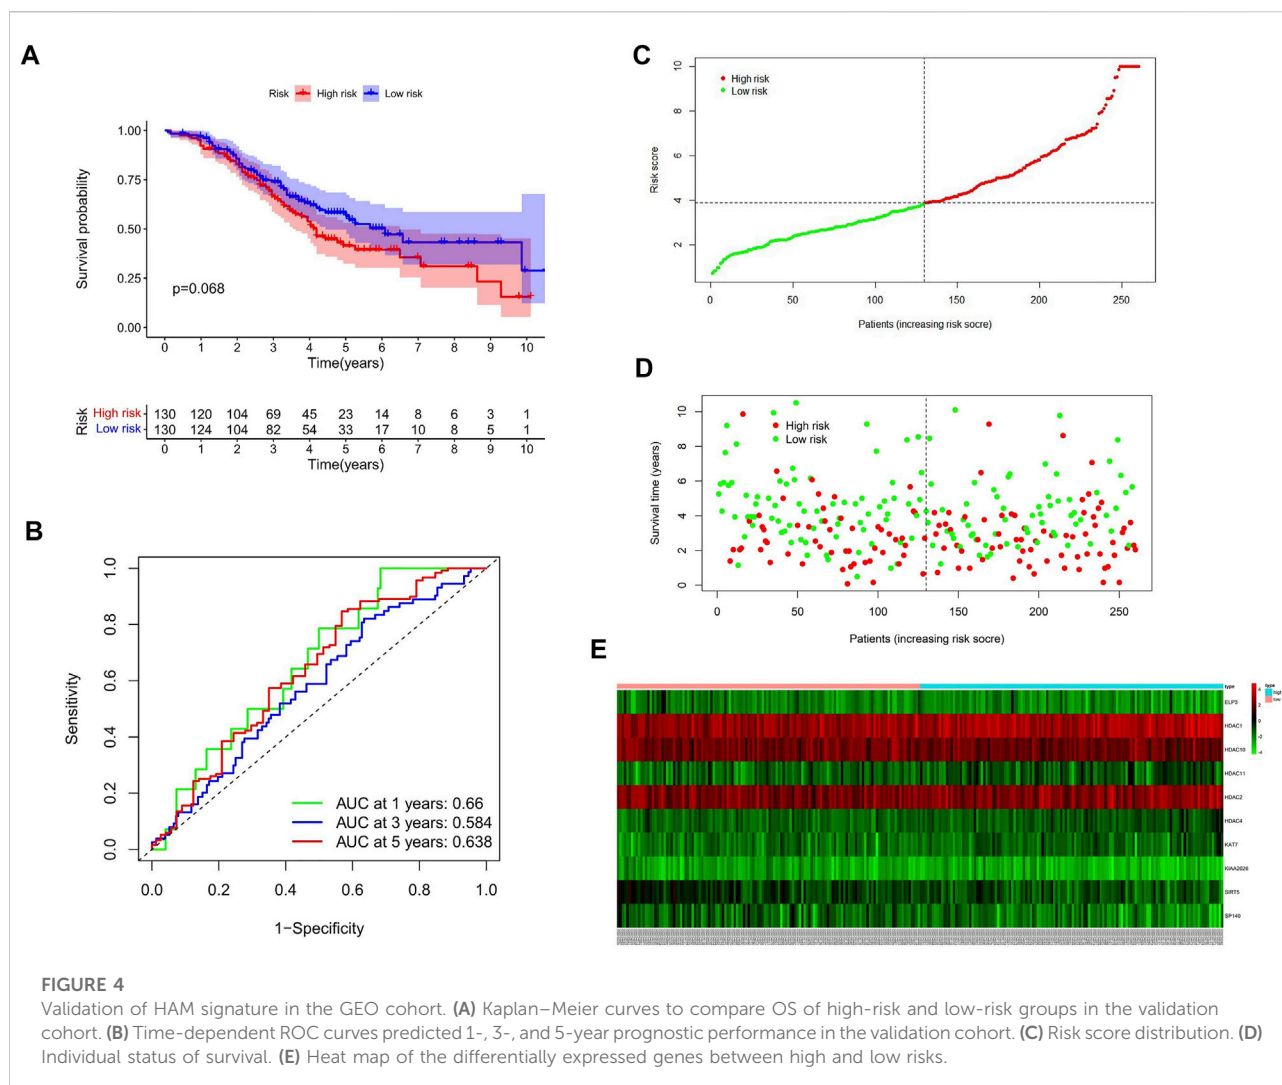 A
Risk High risk Low risk
Survival probability
1.00
0.75
0.50
0.25
0.00
p=0.068
0 1 2 3 4 5 6 7 8 9 10
Time(years)
Risk
High risk 130 120 104 69 45 23 14 8 6 3 1
Low risk 130 124 104 82 54 33 17 10 8 5 1
0 1 2 3 4 5 6 7 8 9 10
Time(years)
B
Sensitivity
1.0
0.8
0.6
0.4
0.2
0.0
AUC at 1 years: 0.66
AUC at 3 years: 0.584
AUC at 5 years: 0.638
0.0 0.2 0.4 0.6 0.8 1.0
1−Specificity
C
Risk score
10
8
6
4
2
High risk
Low risk
0 50 100 150 200 250
Patients (increasing risk socre)
D
Survival time (years)
10
8
6
4
2
0
High risk
Low risk
0 50 100 150 200 250
Patients (increasing risk socre)
E
type
ELP3
HDAC1
HDAC10
HDAC11
HDAC2
HDAC4
KAT7
KIAA2026
SIRT5
SP140
4
2
0
−2
−4
type
high
low
FIGURE 4
Validation of HAM signature in the GEO cohort. (A) Kaplan–Meier curves to compare OS of high-risk and low-risk groups in the validation
cohort. (B) Time-dependent ROC curves predicted 1-, 3-, and 5-year prognostic performance in the validation cohort. (C) Risk score distribution. (D)
Individual status of survival. (E) Heat map of the differentially expressed genes between high and low risks.